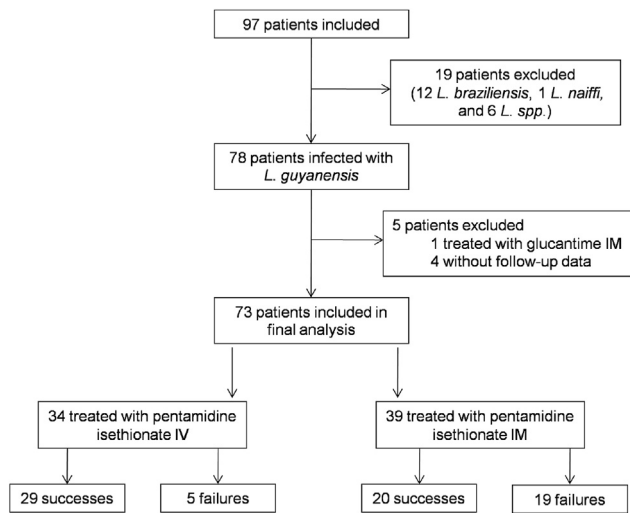 97 patients included
19 patients excluded
(12 L. braziliensis, 1 L. naiffi,
and 6 L. spp.)
78 patients infected with
L. guyanensis
5 patients excluded
1 treated with glucantime IM
4 without follow-up data
73 patients included in
final analysis
34 treated with pentamidine
isethionate IV
39 treated with pentamidine
isethionate IM
29 successes
5 failures
20 successes
19 failures